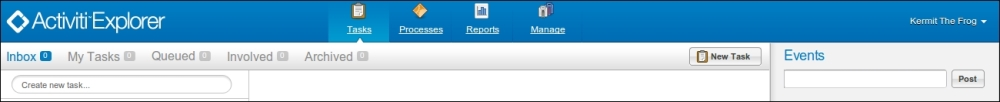 Activiti Explorer
Tasks Processes Reports Manage
Kermit The Frog
Inbox 0 My Tasks 0 Queued 0 Involved 0 Archived 0
New Task
Events
Create new task...
Post